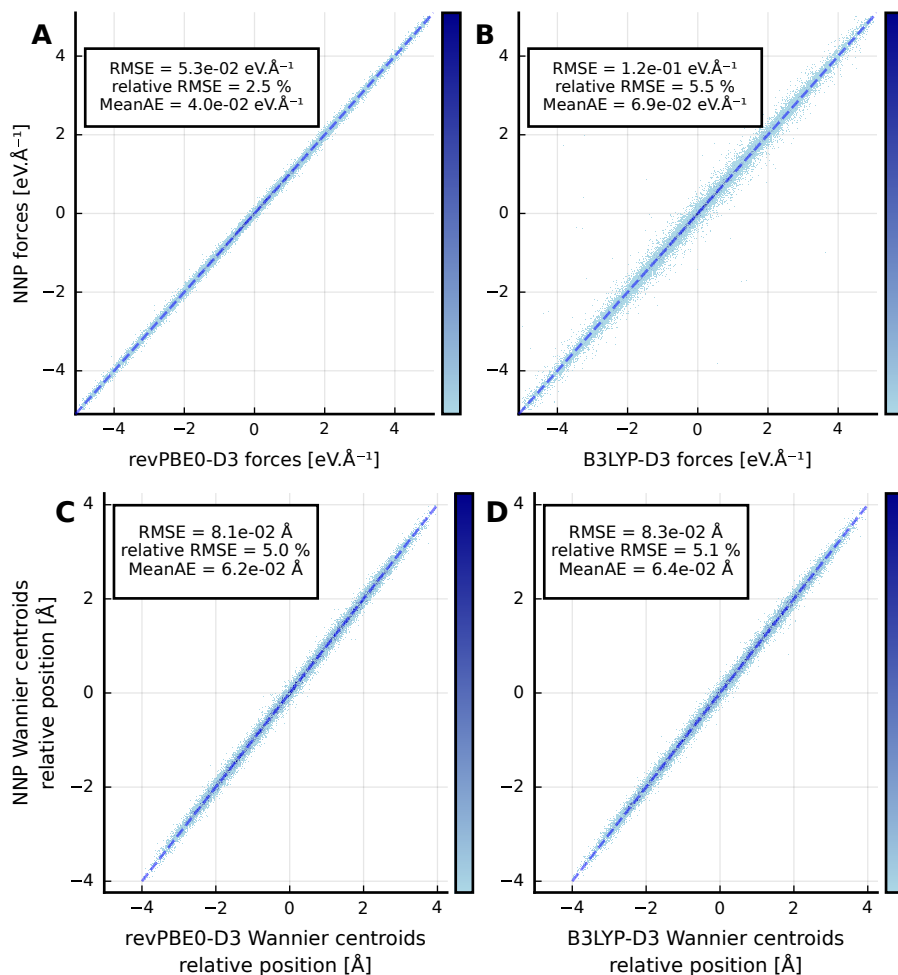 A
RMSE = 5.3e-02 eV.Å⁻¹
relative RMSE = 2.5 %
MeanAE = 4.0e-02 eV.Å⁻¹
4
2
0
−2
−4
NNP forces [eV.Å⁻¹]
−4 −2 0 2 4
revPBE0-D3 forces [eV.Å⁻¹]
B
RMSE = 1.2e-01 eV.Å⁻¹
relative RMSE = 5.5 %
MeanAE = 6.9e-02 eV.Å⁻¹
4
2
0
−2
−4
−4 −2 0 2 4
B3LYP-D3 forces [eV.Å⁻¹]
C
RMSE = 8.1e-02 Å
relative RMSE = 5.0 %
MeanAE = 6.2e-02 Å
4
2
0
−2
−4
NNP Wannier centroids
relative position [Å]
−4 −2 0 2 4
revPBE0-D3 Wannier centroids
relative position [Å]
D
RMSE = 8.3e-02 Å
relative RMSE = 5.1 %
MeanAE = 6.4e-02 Å
4
2
0
−2
−4
−4 −2 0 2 4
B3LYP-D3 Wannier centroids
relative position [Å]